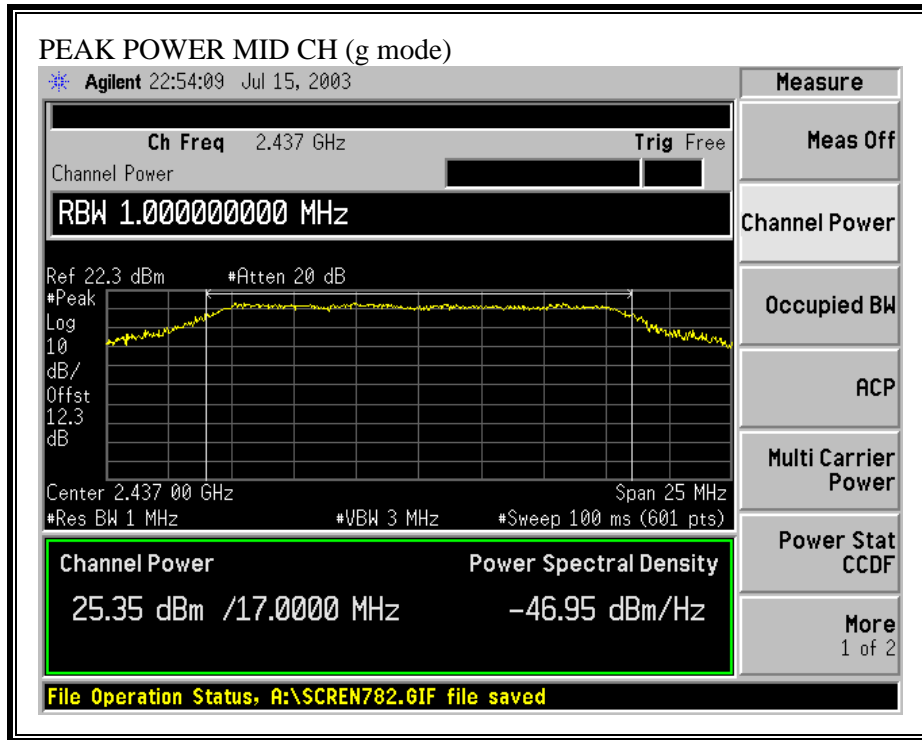 PEAK POWER MID CH (g mode)
Agilent 22:54:09 Jul 15, 2003
Measure
Ch Freq 2.437 GHz Trig Free
Channel Power
RBW 1.000000000 MHz
Ref 22.3 dBm #Atten 20 dB
#Peak
Log
10
dB/
Offst
12.3
dB
Center 2.437 00 GHz Span 25 MHz
#Res BW 1 MHz #VBW 3 MHz #Sweep 100 ms (601 pts)
Channel Power Power Spectral Density
25.35 dBm /17.0000 MHz -46.95 dBm/Hz
File Operation Status, A:\SCREN782.GIF file saved
Meas Off
Channel Power
Occupied BW
ACP
Multi Carrier
Power
Power Stat
CCDF
More
1 of 2